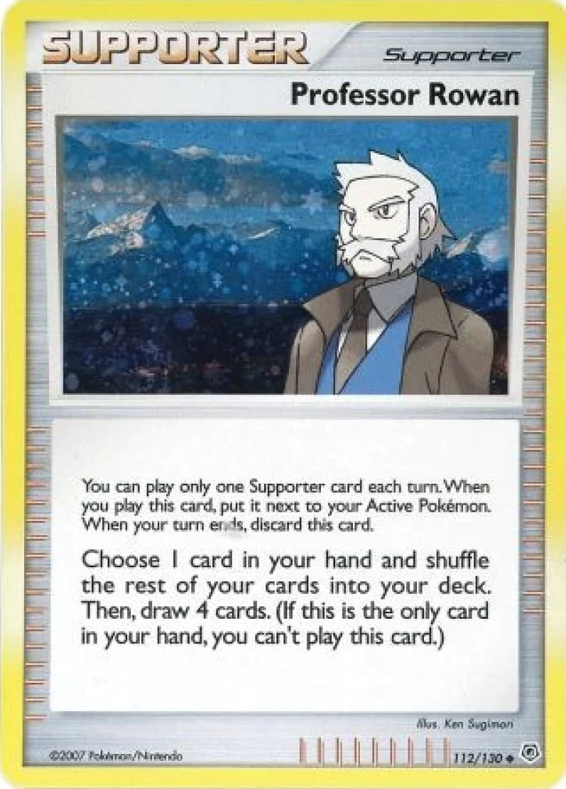 SUPPORTER
Supporter
Professor Rowan
You can play only one Supporter card each turn. When
you play this card, put it next to your Active Pokémon.
When your turn ends, discard this card.
Choose 1 card in your hand and shuffle
the rest of your cards into your deck.
Then, draw 4 cards. (If this is the only card
in your hand, you can't play this card.)
Illus. Ken Sugimori
©2007 Pokémon/Nintendo
112/130